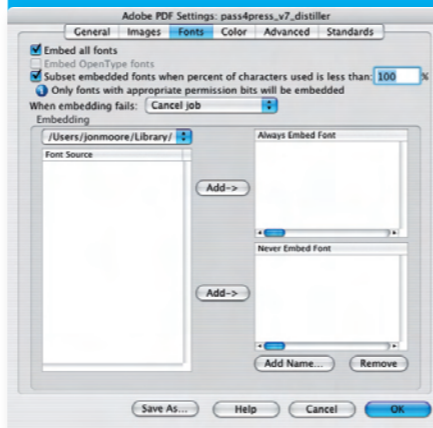 Adobe PDF Settings: pass4press_v7_distiller
General Images Fonts Color Advanced Standards
Embed all fonts
Embed OpenType fonts
Subset embedded fonts when percent of characters used is less than: 100 %
Only fonts with appropriate permission bits will be embedded
When embedding fails: Cancel job
Embedding
/Users/jonmoore/Library/
Always Embed Font
Font Source
Add->
Never Embed Font
Add->
Add Name... Remove
Save As... Help Cancel OK